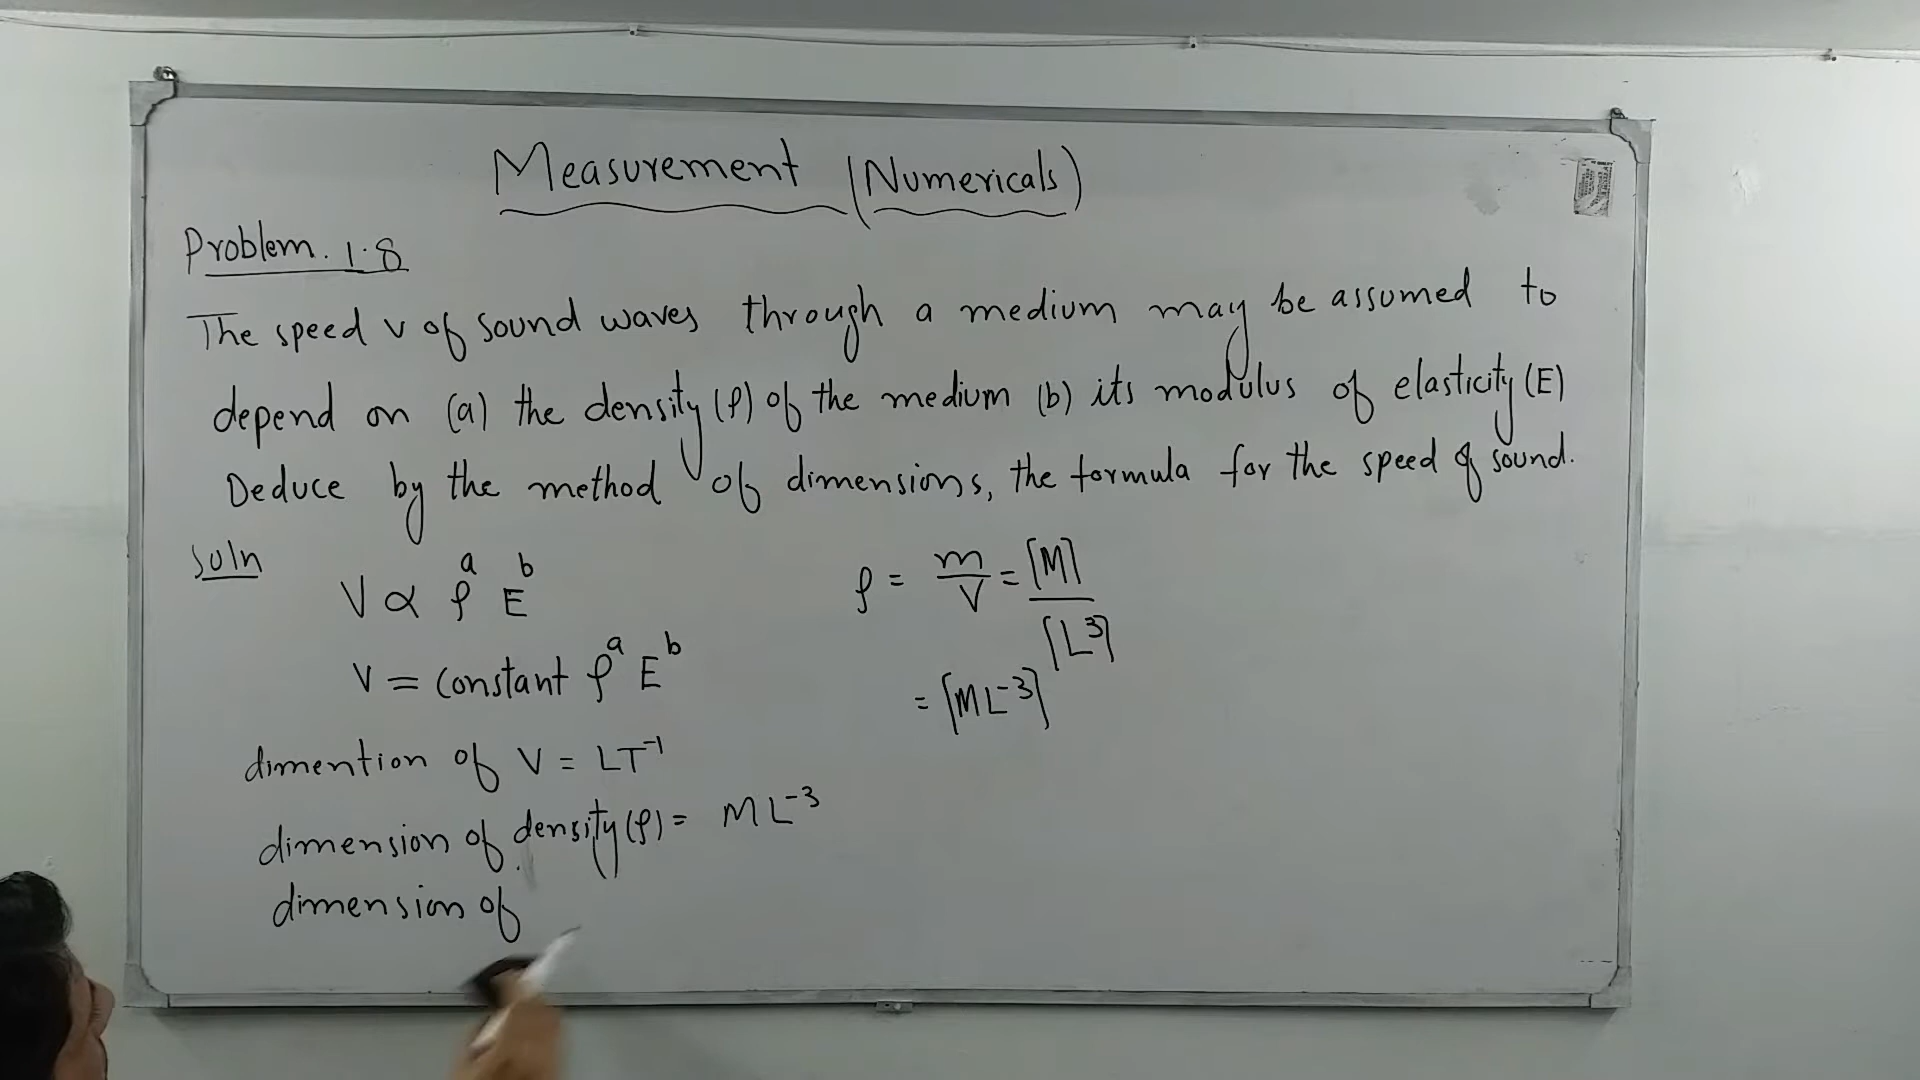 Measurement (Numericals)
Problem. 1.8
The speed v of sound waves through a medium may be assumed to
depend on (a) the density (ρ) of the medium (b) its modulus of elasticity (E)
Deduce by the method of dimensions, the formula for the speed of sound.
Soln
V ∝ ρ^a E^b
V = constant ρ^a E^b
dimention of V = LT^-1
dimension of density (ρ) = ML^-3
dimension of
ρ = m/V = [M]/[L^3]
= [ML^-3]